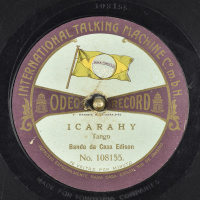 INTERNATIONAL TALKING MACHINE Co. m.b.H.
ODEON RECORD
ICARAHY
Tango
Banda da Casa Edison
No. 108155.